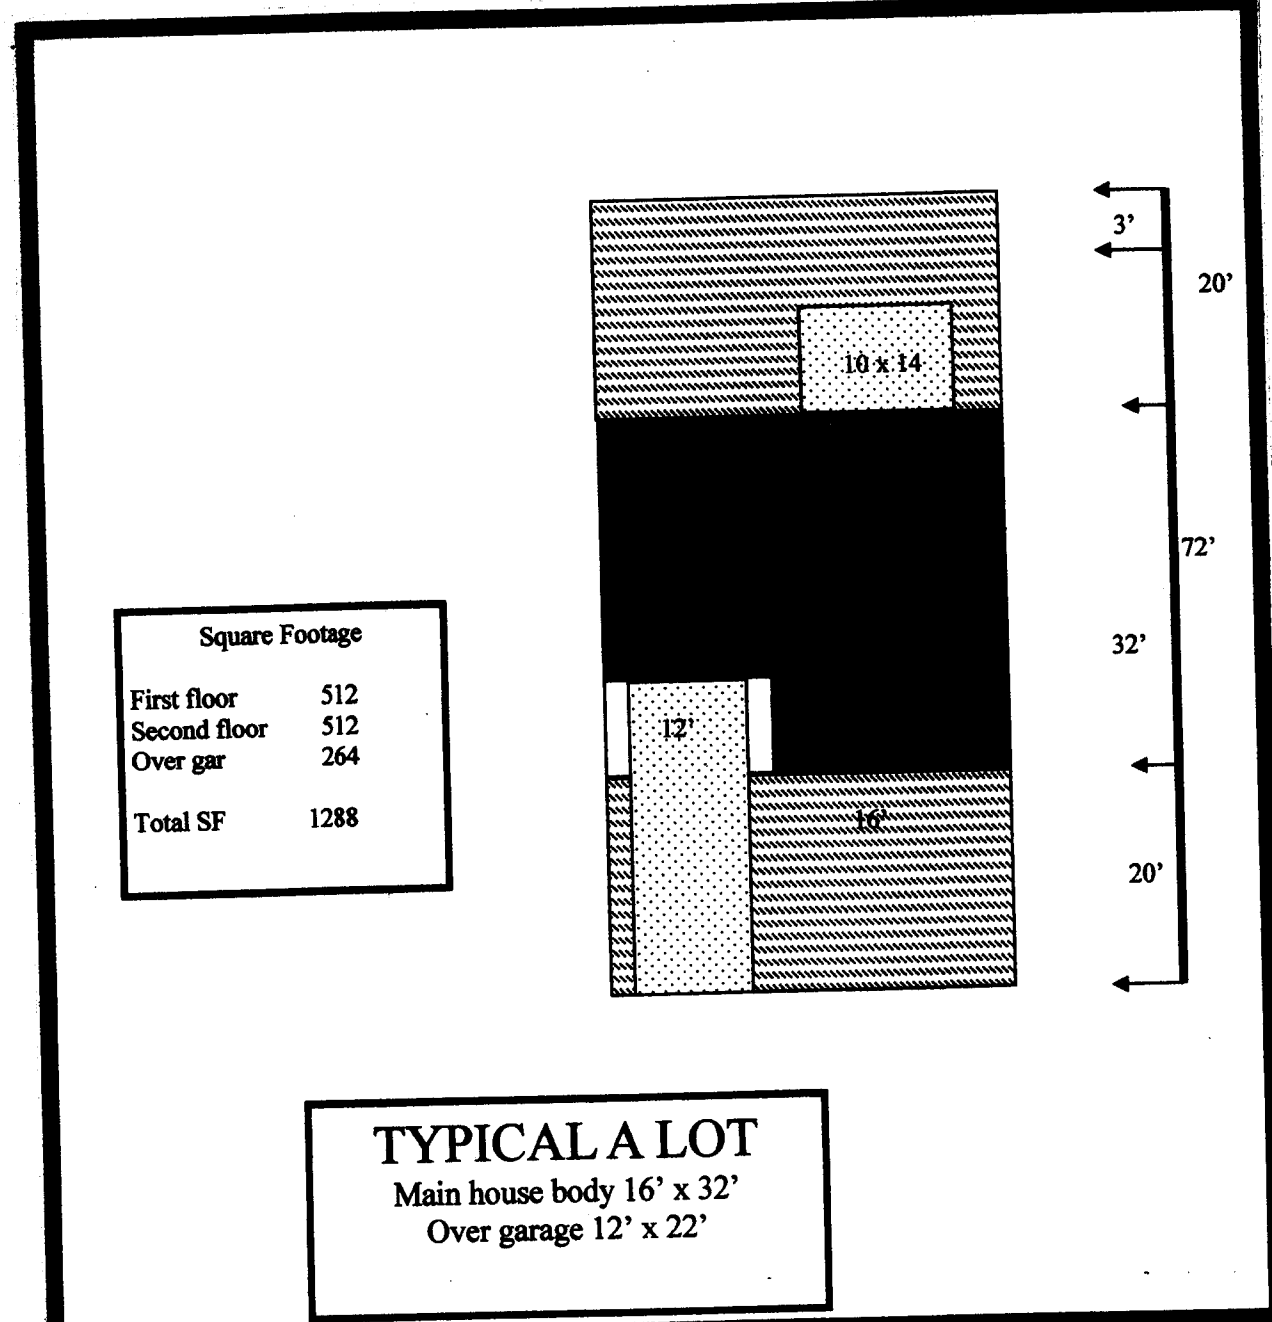 3’
20’
10 x 14
72’
32’
Square Footage
First floor 512
Second floor 512
Over gar 264
Total SF 1288
12’
16’
20’
TYPICAL A LOT
Main house body 16’ x 32’
Over garage 12’ x 22’